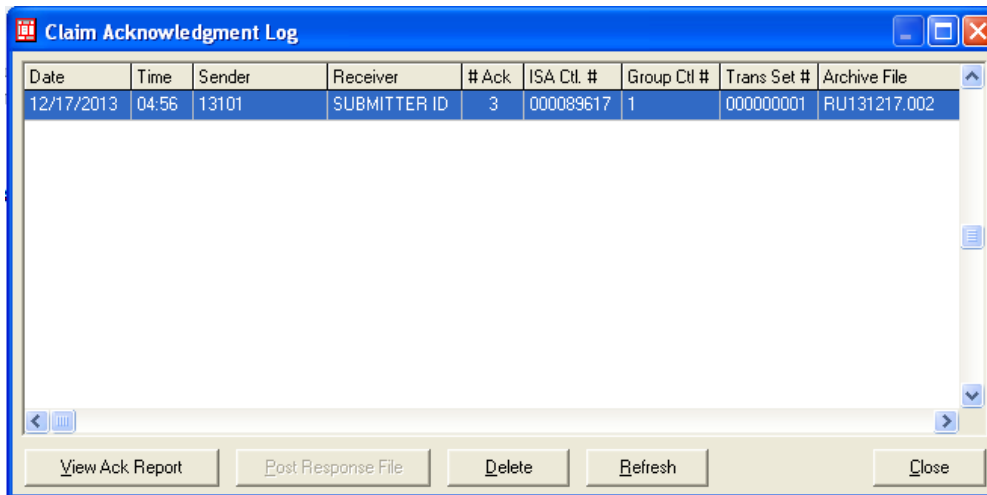 Claim Acknowledgment Log
Date Time Sender Receiver # Ack ISA Ctl. # Group Ctl # Trans Set # Archive File
12/17/2013 04:56 13101 SUBMITTER ID 3 000089617 1 000000001 RU131217.002
View Ack Report Post Response File Delete Refresh Close